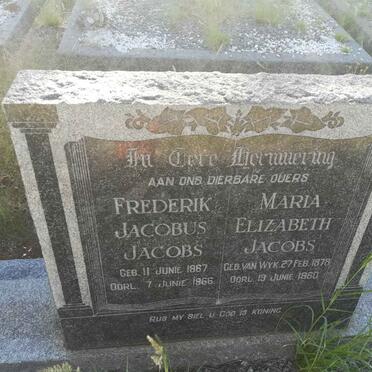 In Tere Herinnering
AAN ONS DIERBARE OUERS
FREDERIK
JACOBUS
JACOBS
GEB. 11 JUNIE 1867
OORL. 7 JUNIE 1966
MARIA
ELIZABETH
JACOBS
GEB. VAN WYK. 27 FEB. 1878
OORL. 19 JUNIE 1960
RUS MY SIEL U GOD IS KONING